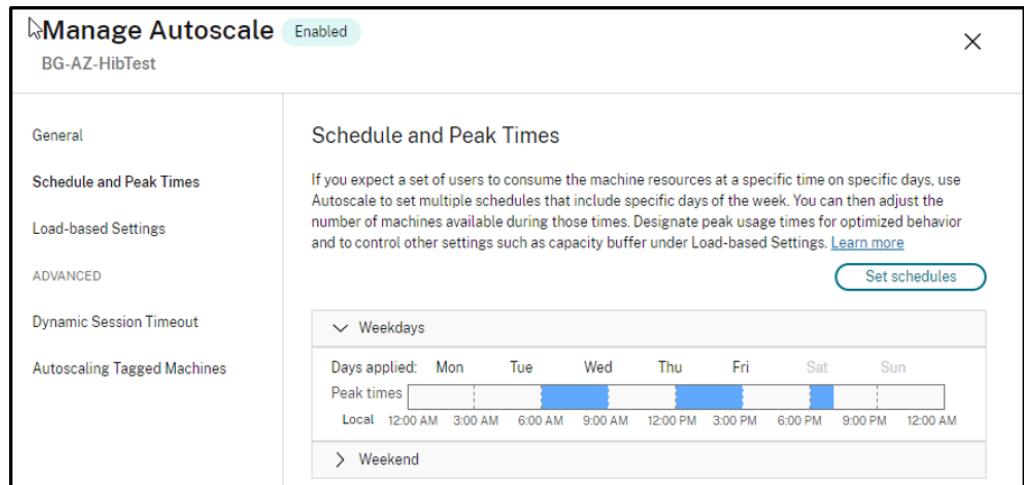 Manage Autoscale Enabled
BG-AZ-HibTest
General
Schedule and Peak Times
Load-based Settings
ADVANCED
Dynamic Session Timeout
Autoscaling Tagged Machines
Schedule and Peak Times
If you expect a set of users to consume the machine resources at a specific time on specific days, use
Autoscale to set multiple schedules that include specific days of the week. You can then adjust the
number of machines available during those times. Designate peak usage times for optimized behavior
and to control other settings such as capacity buffer under Load-based Settings. Learn more
Set schedules
Weekdays
Days applied: Mon Tue Wed Thu Fri Sat Sun
Peak times
Local 12:00 AM 3:00 AM 6:00 AM 9:00 AM 12:00 PM 3:00 PM 6:00 PM 9:00 PM 12:00 AM
Weekend